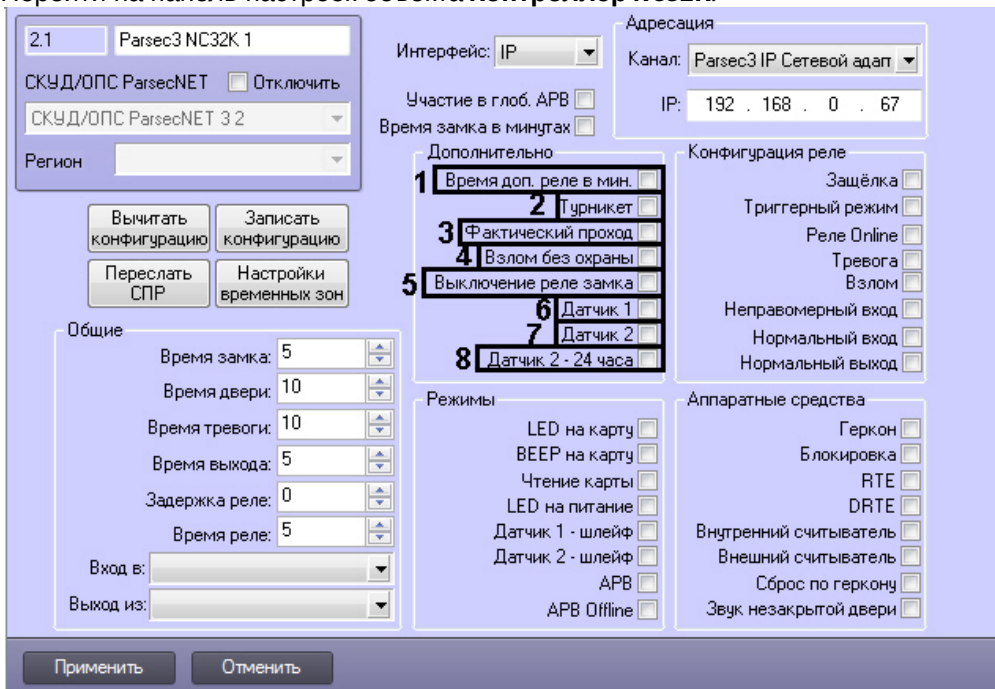 2.1 Parsec3 NC32K 1
СКУД/ОПС ParsecNET Отключить
СКУД/ОПС ParsecNET 3 2
Регион
Интерфейс: IP
Участие в глоб. APB
Время замка в минутах
Адресация
Канал: Parsec3 IP Сетевой адап
IP: 192 . 168 . 0 . 67
Вычитать конфигурацию
Записать конфигурацию
Переслать СПР
Настройки временных зон
Общие
Время замка: 5
Время двери: 10
Время тревоги: 10
Время выхода: 5
Задержка реле: 0
Время реле: 5
Вход в:
Выход из:
Дополнительно
1 Время доп. реле в мин.
2 Турникет
3 Фактический проход
4 Взлом без охраны
5 Выключение реле замка
6 Датчик 1
7 Датчик 2
8 Датчик 2 - 24 часа
Режимы
LED на карту
BEEP на карту
Чтение карты
LED на питание
Датчик 1 - шлейф
Датчик 2 - шлейф
APB
APB Offline
Конфигурация реле
Защёлка
Триггерный режим
Реле Online
Тревога
Взлом
Неправомерный вход
Нормальный вход
Нормальный выход
Аппаратные средства
Геркон
Блокировка
RTE
DRTE
Внутренний считыватель
Внешний считыватель
Сброс по геркону
Звук незакрытой двери
Применить
Отменить